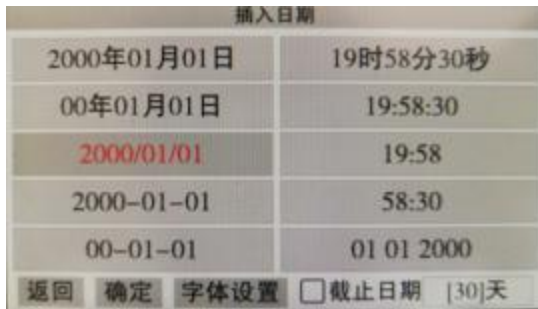 插入日期
2000年01月01日 19时58分30秒
00年01月01日 19:58:30
2000/01/01 19:58
2000-01-01 58:30
00-01-01 01 01 2000
返回 确定 字体设置 截止日期 [30]天